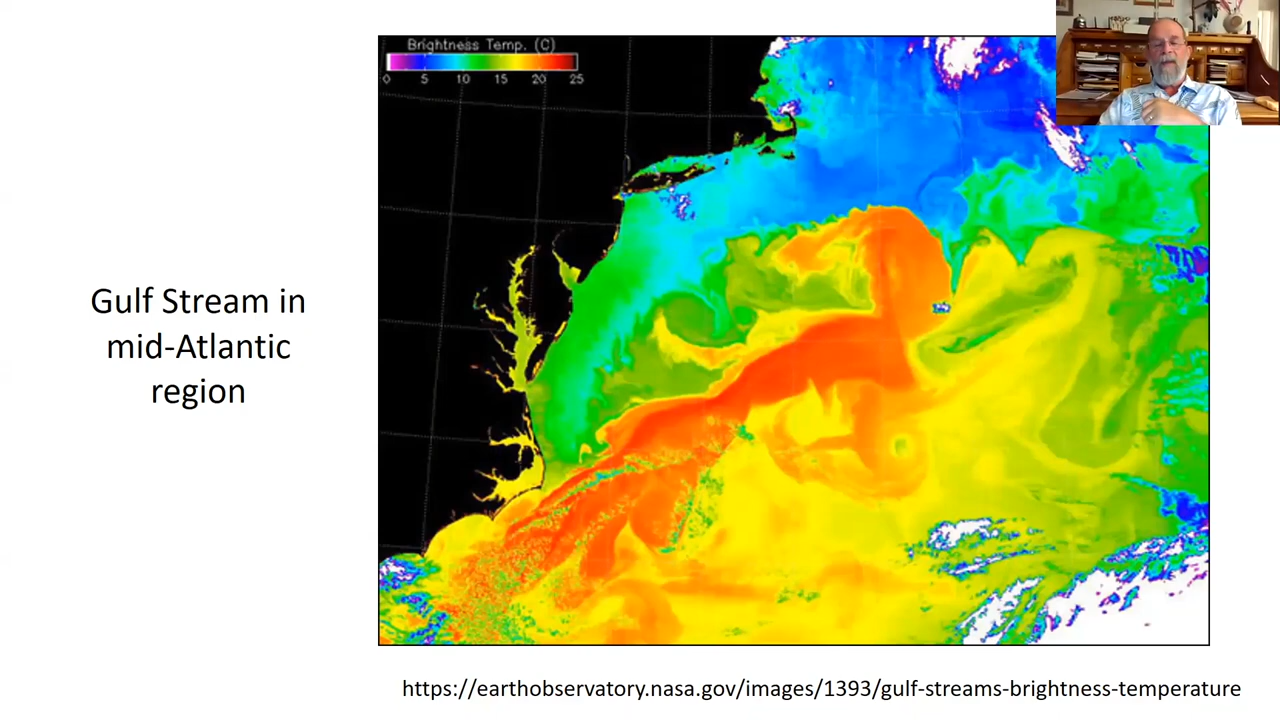 Brightness Temp. (C)
0 5 10 15 20 25
Gulf Stream in
mid-Atlantic
region
https://earthobservatory.nasa.gov/images/1393/gulf-streams-brightness-temperature